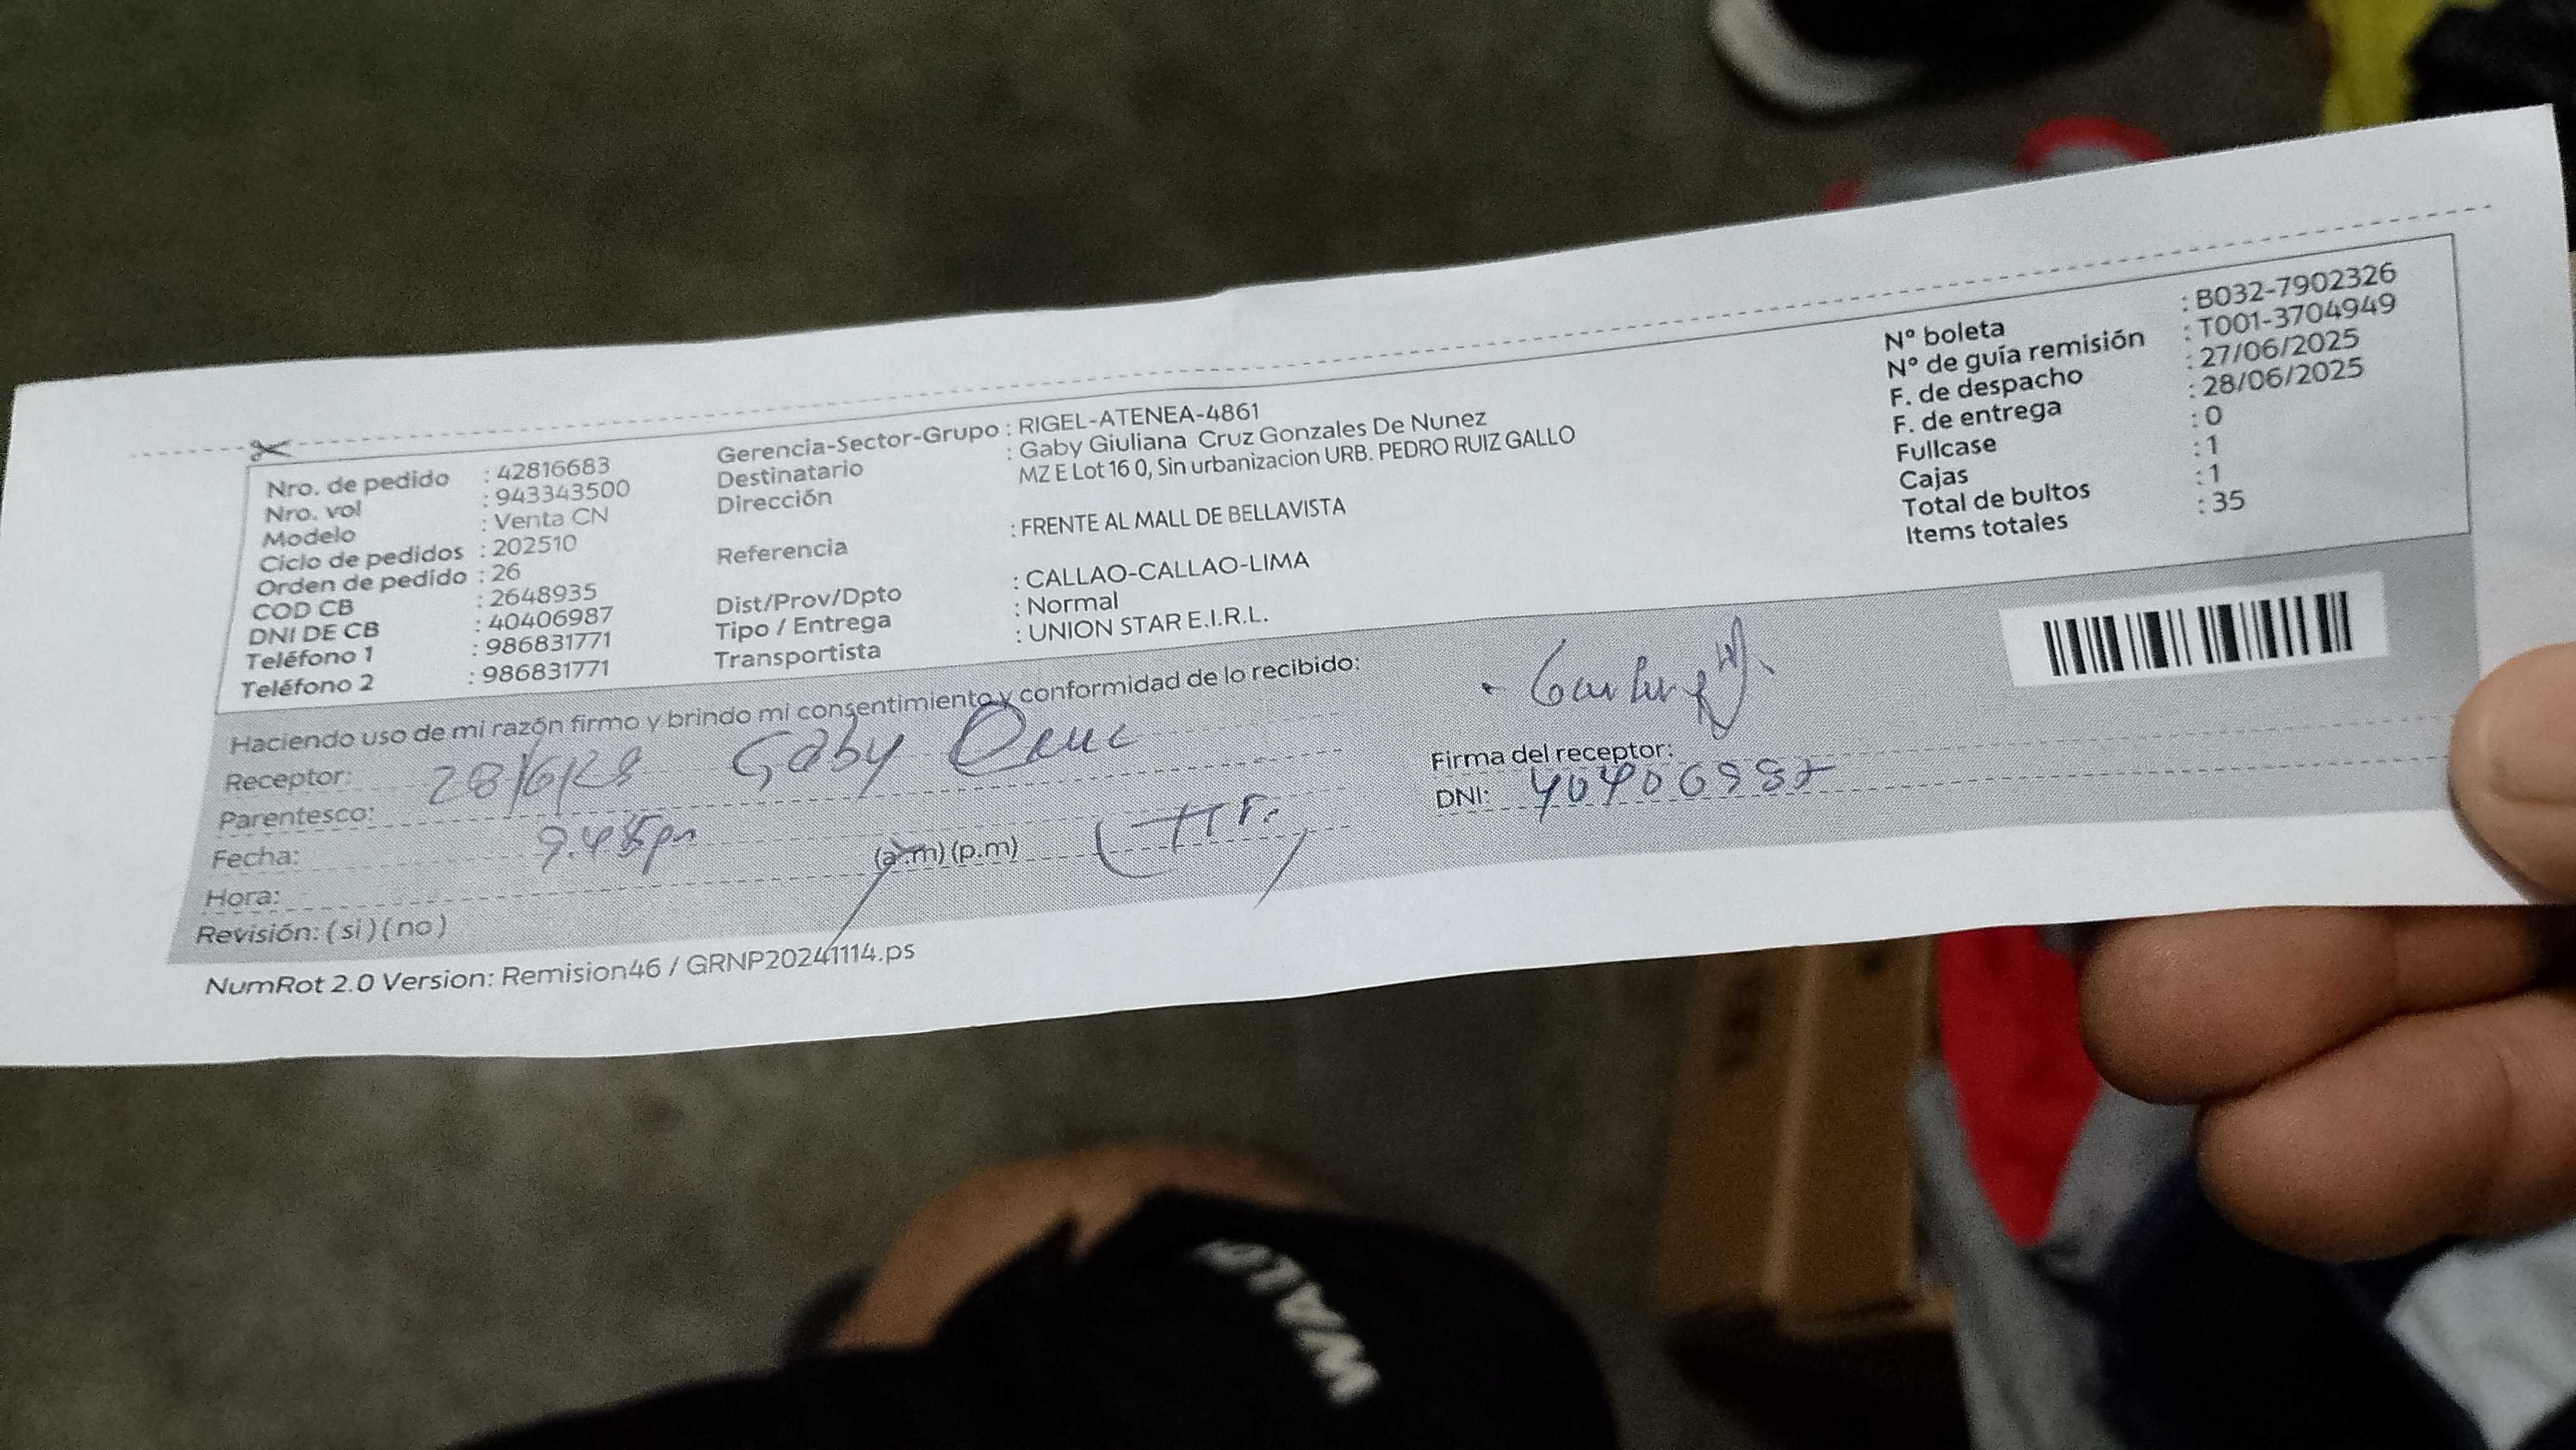 Nro. de pedido : 42816683
Nro. vol : 943343500
Modelo : Venta CN
Ciclo de pedidos : 202510
Orden de pedido : 26
COD CB : 2648935
DNI DE CB : 40406987
Teléfono 1 : 986831771
Teléfono 2 : 986831771
Gerencia-Sector-Grupo : RIGEL-ATENEA-4861
Destinatario : Gaby Giuliana Cruz Gonzales De Nunez
Dirección MZ E Lot 16 0, Sin urbanizacion URB. PEDRO RUIZ GALLO
Referencia : FRENTE AL MALL DE BELLAVISTA
Dist/Prov/Dpto : CALLAO-CALLAO-LIMA
Tipo / Entrega : Normal
Transportista : UNION STAR E.I.R.L.
Nº boleta : B032-7902326
Nº de guía remisión : T001-3704949
F. de despacho : 27/06/2025
F. de entrega : 28/06/2025
Fullcase : 0
Cajas : 1
Total de bultos : 1
Items totales : 35
Haciendo uso de mi razón firmo y brindo mi consentimiento y conformidad de lo recibido:
Receptor: Gaby
Parentesco:
Fecha:
Hora: (a.m) (p.m)
Revisión: ( si ) ( no )
Firma del receptor:
DNI: 40406987
NumRot 2.0 Version: Remision46 / GRNP20241114.ps